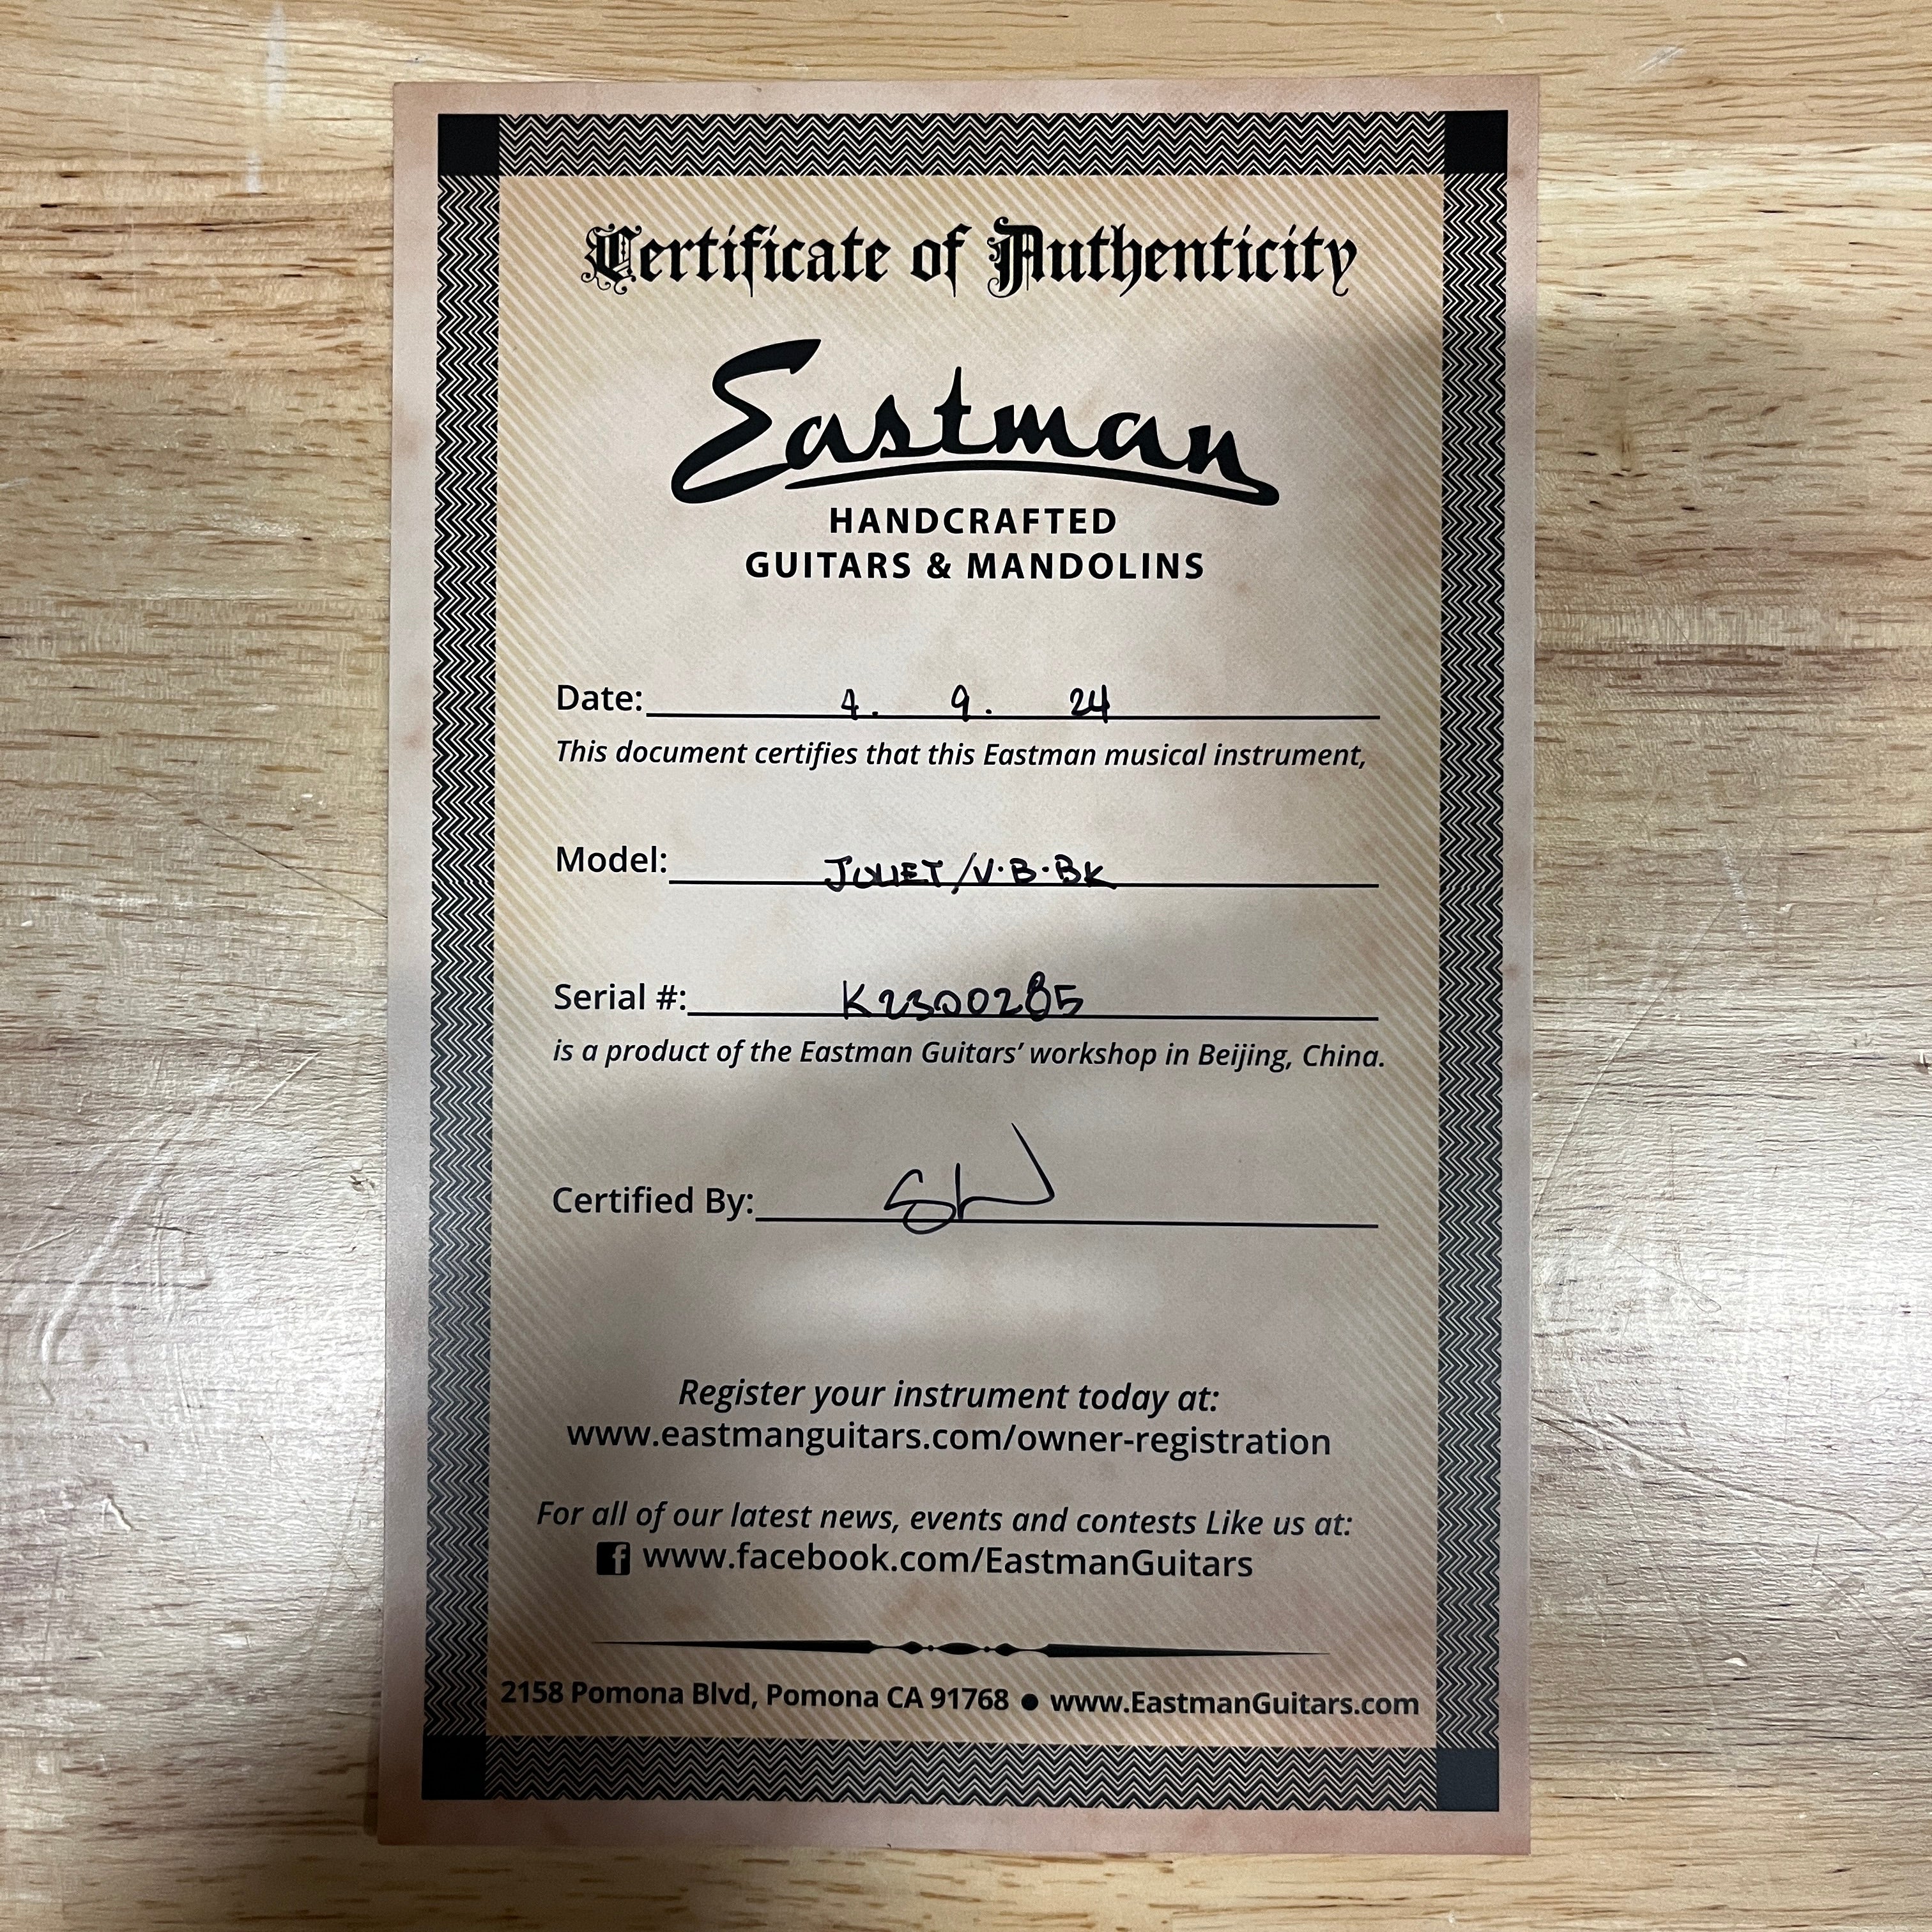 Certificate of Authenticity
Eastman
HANDCRAFTED
GUITARS & MANDOLINS
Date: 4. 9. 24
This document certifies that this Eastman musical instrument,
Model: JULIET/V.B.BK
Serial #: K2300285
is a product of the Eastman Guitars’ workshop in Beijing, China.
Certified By:
Register your instrument today at:
www.eastmanguitars.com/owner-registration
For all of our latest news, events and contests Like us at:
f www.facebook.com/EastmanGuitars
2158 Pomona Blvd, Pomona CA 91768 ● www.EastmanGuitars.com